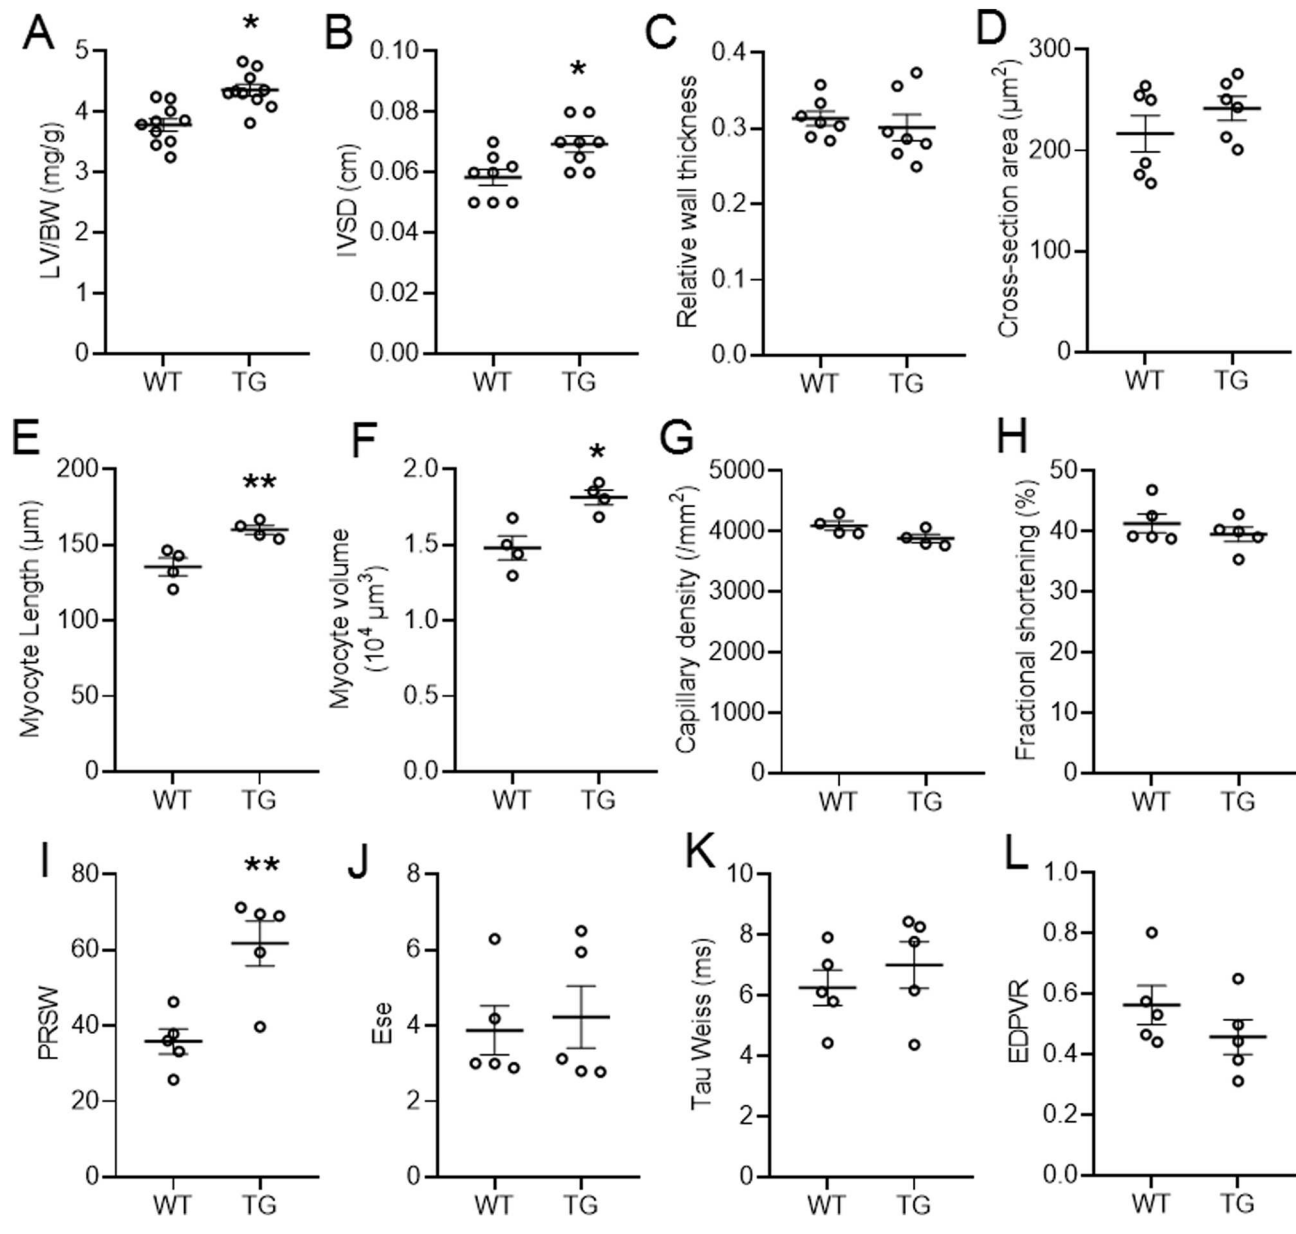 A
LV/BW (mg/g)
5
4
3
2
1
0
*
WT TG
B
IVSD (cm)
0.10
0.08
0.06
0.04
0.02
0.00
*
WT TG
C
Relative wall thickness
0.4
0.3
0.2
0.1
0.0
WT TG
D
Cross-section area (µm²)
300
200
100
0
WT TG
E
Myocyte Length (µm)
200
150
100
50
0
**
WT TG
F
Myocyte volume
(10⁴ µm³)
2.0
1.5
1.0
0.5
0.0
*
WT TG
G
Capillary density (/mm²)
5000
4000
3000
2000
1000
0
WT TG
H
Fractional shortening (%)
50
40
30
20
10
0
WT TG
I
PRSW
80
60
40
20
0
**
WT TG
J
Ese
8
6
4
2
0
WT TG
K
Tau Weiss (ms)
10
8
6
4
2
0
WT TG
L
EDPVR
1.0
0.8
0.6
0.4
0.2
0.0
WT TG